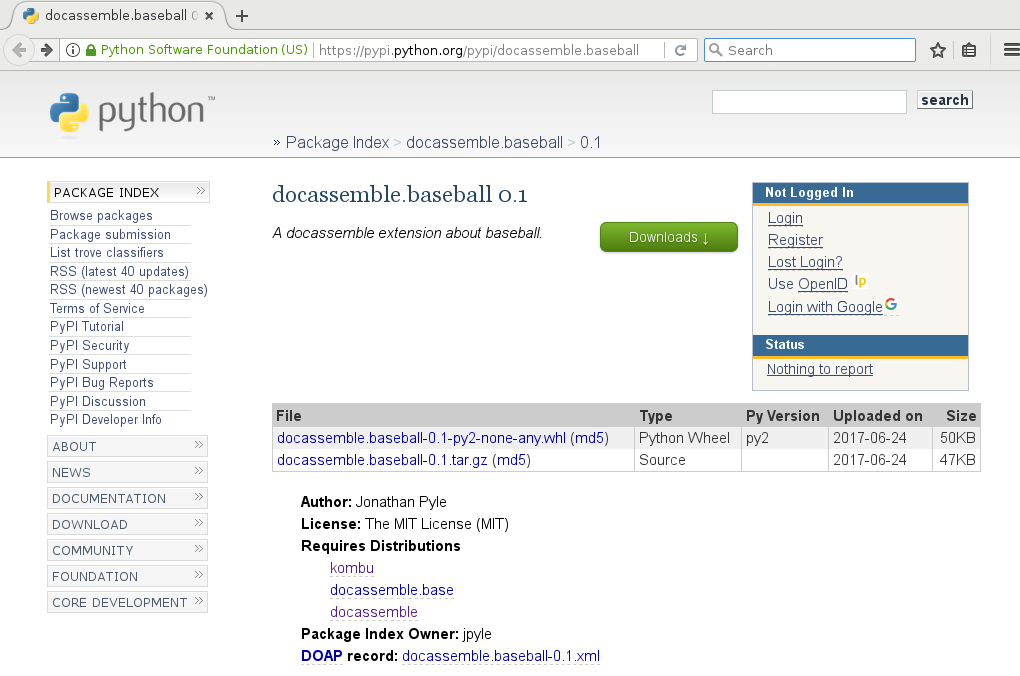 docassemble.baseball 0
Python Software Foundation (US)
https://pypi.python.org/pypi/docassemble.baseball
Search
python™
search
» Package Index > docassemble.baseball > 0.1
PACKAGE INDEX »
Browse packages
Package submission
List trove classifiers
RSS (latest 40 updates)
RSS (newest 40 packages)
Terms of Service
PyPI Tutorial
PyPI Security
PyPI Support
PyPI Bug Reports
PyPI Discussion
PyPI Developer Info
ABOUT »
NEWS »
DOCUMENTATION »
DOWNLOAD »
COMMUNITY »
FOUNDATION »
CORE DEVELOPMENT »
docassemble.baseball 0.1
A docassemble extension about baseball.
Downloads ↓
Not Logged In
Login
Register
Lost Login?
Use OpenID lp
Login with Google G
Status
Nothing to report
File Type Py Version Uploaded on Size
docassemble.baseball-0.1-py2-none-any.whl (md5) Python Wheel py2 2017-06-24 50KB
docassemble.baseball-0.1.tar.gz (md5) Source 2017-06-24 47KB
Author: Jonathan Pyle
License: The MIT License (MIT)
Requires Distributions
kombu
docassemble.base
docassemble
Package Index Owner: jpyle
DOAP record: docassemble.baseball-0.1.xml